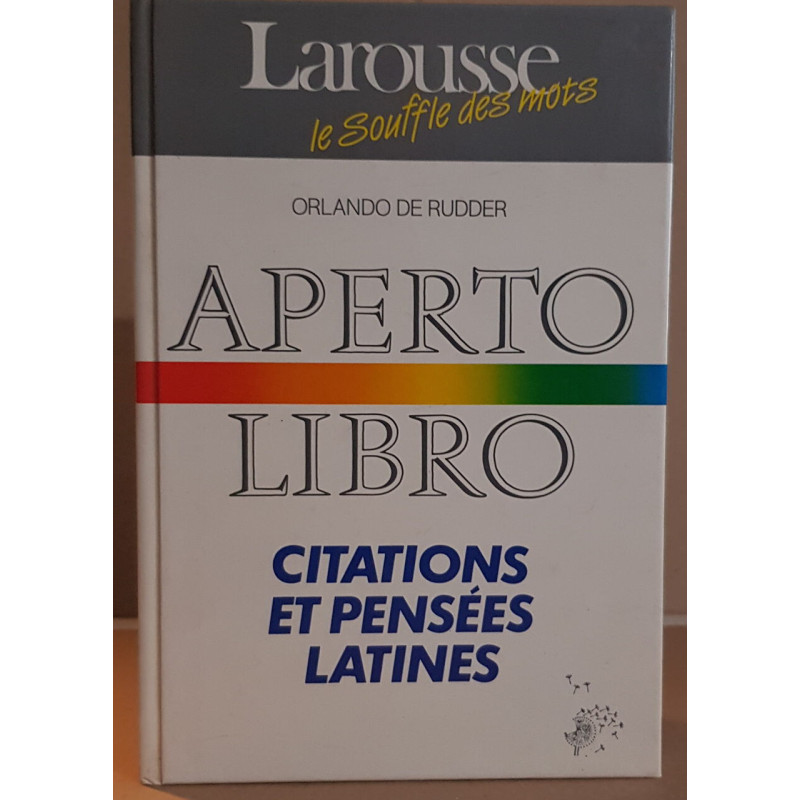 Larousse
le Souffle des mots
ORLANDO DE RUDDER
APERTO
LIBRO
CITATIONS
ET PENSÉES
LATINES